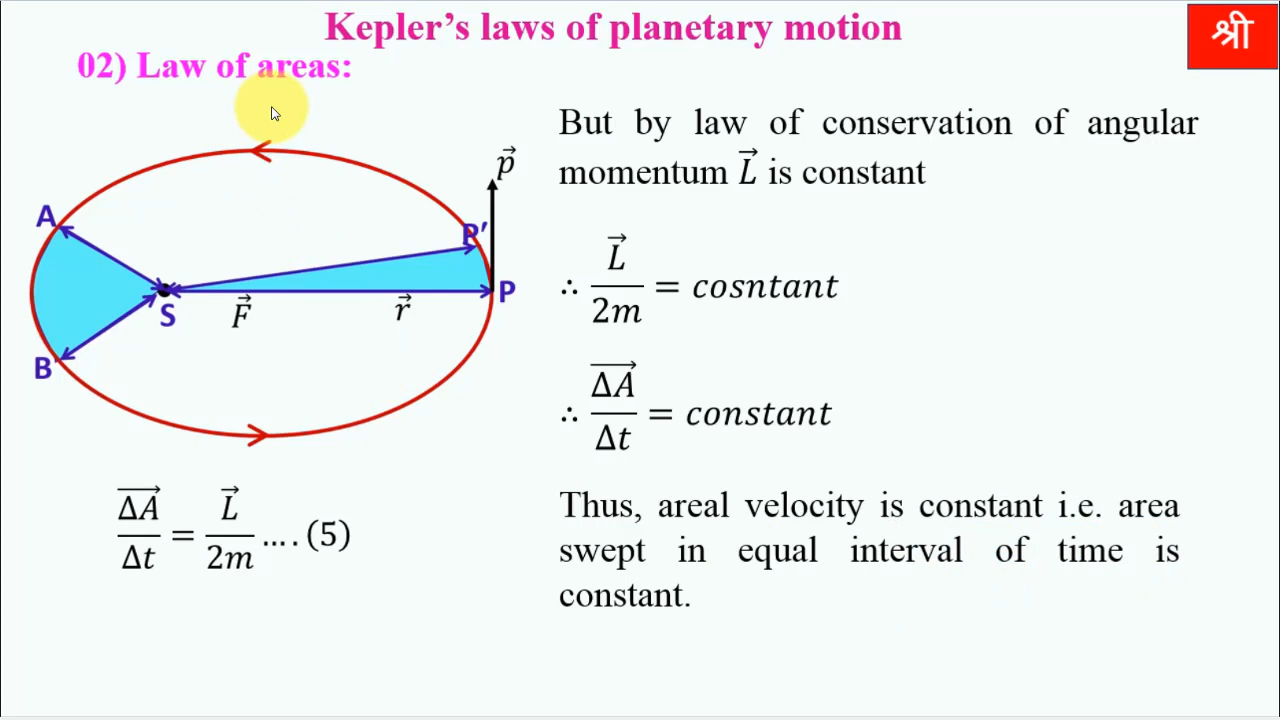 Kepler's laws of planetary motion
श्री
02) Law of areas:
But by law of conservation of angular
momentum L⃗ is constant
p⃗
A
P'
∴ L⃗/2m = cosntant
S
P
F⃗
r⃗
B
∴ ΔA⃗/Δt = constant
ΔA⃗/Δt = L⃗/2m ... . (5)
Thus, areal velocity is constant i.e. area
swept in equal interval of time is
constant.